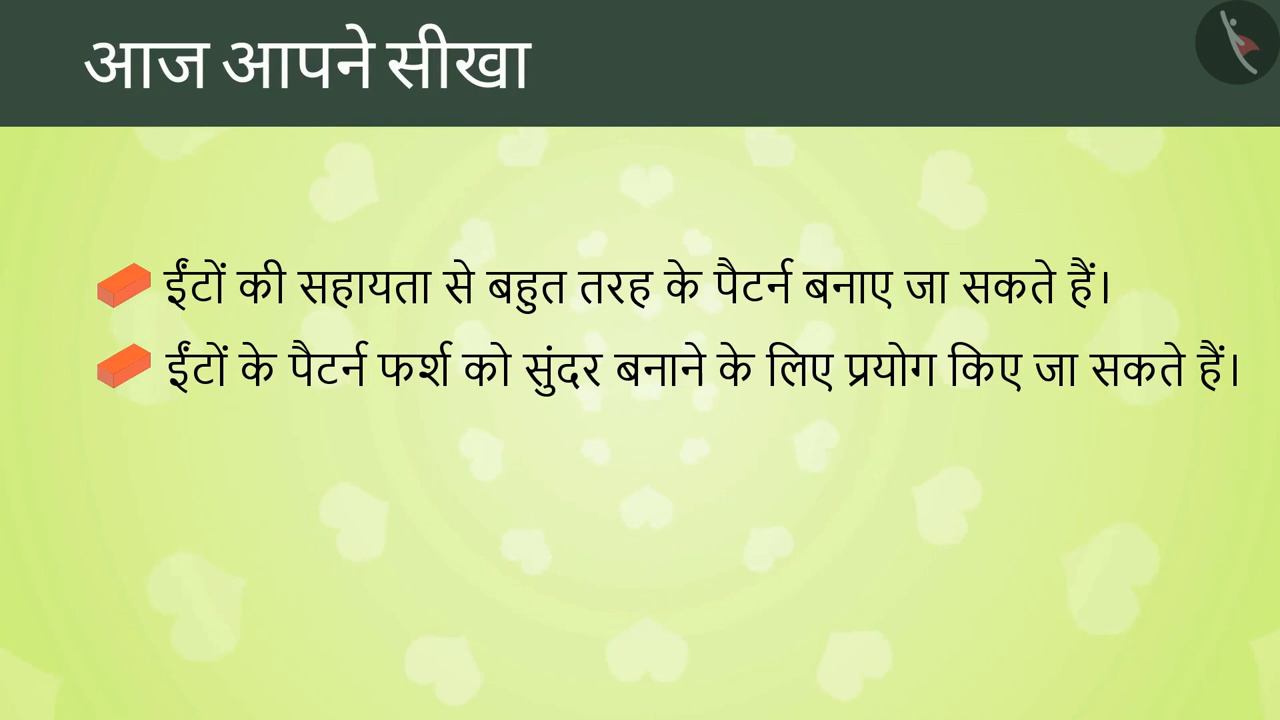 आज आपने सीखा
ईंटों की सहायता से बहुत तरह के पैटर्न बनाए जा सकते हैं।
ईंटों के पैटर्न फर्श को सुंदर बनाने के लिए प्रयोग किए जा सकते हैं।